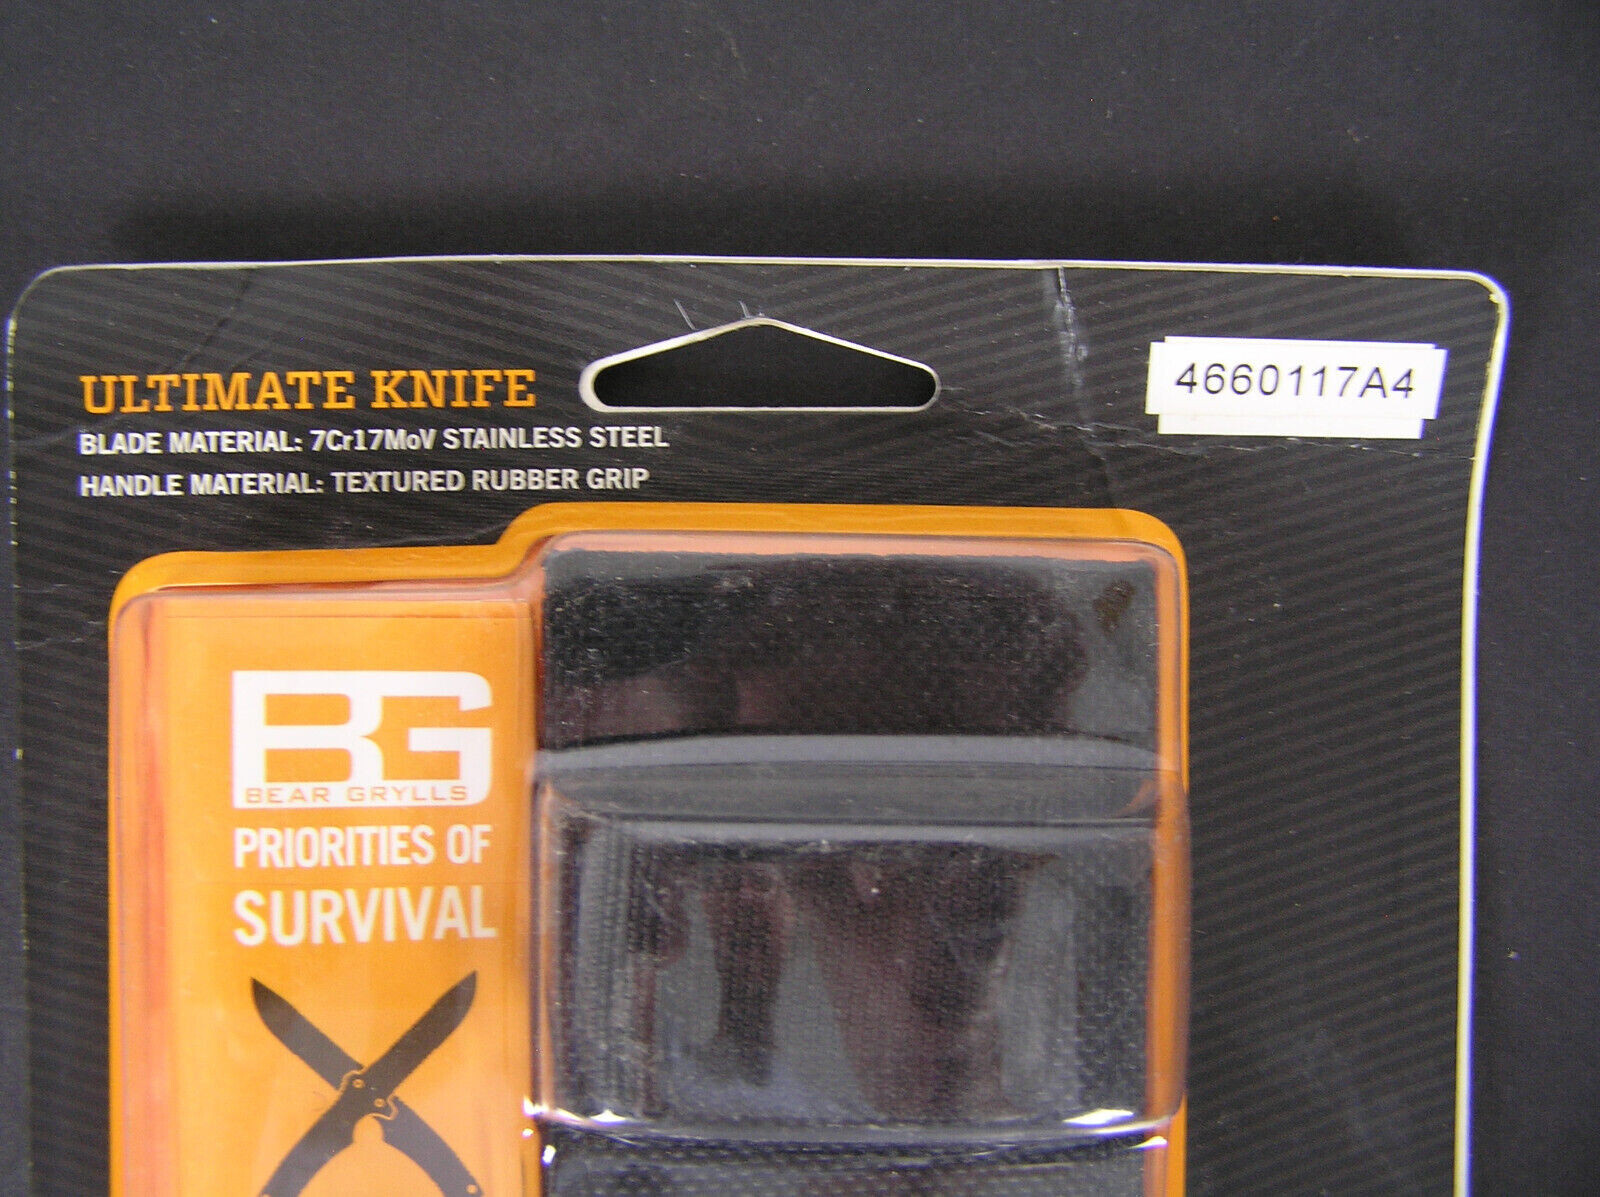 ULTIMATE KNIFE
BLADE MATERIAL: 7Cr17MoV STAINLESS STEEL
HANDLE MATERIAL: TEXTURED RUBBER GRIP
4660117A4
BG
BEAR GRYLLS
PRIORITIES OF
SURVIVAL